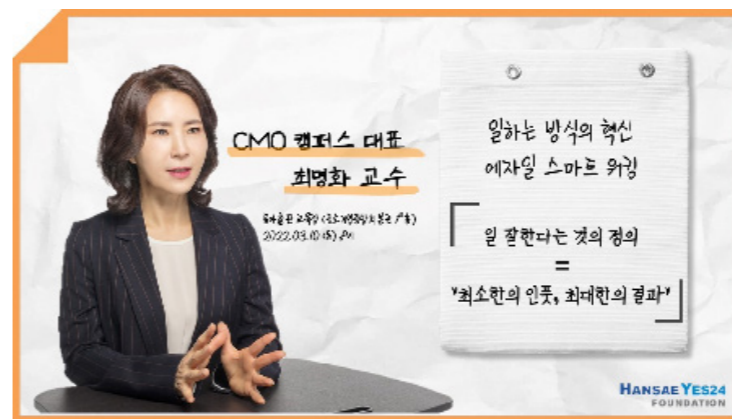 CMO 캠퍼스 대표
최명화 교수
2022.03.10 (목)
일하는 방식의 혁신
에자일 스마트 워킹
일 잘한다는 것의 정의
=
"최소한의 인풋, 최대한의 결과"
HANSAE YES24
FOUNDATION